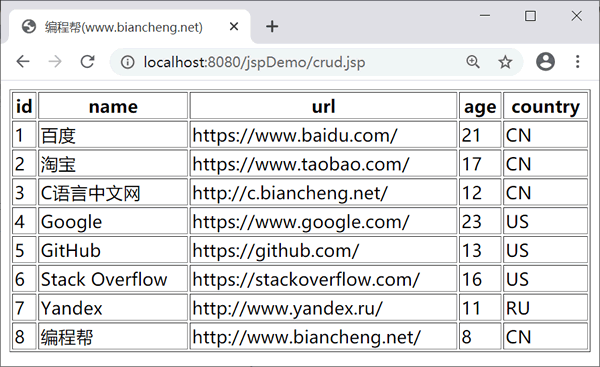 编程帮(www.biancheng.net)
localhost:8080/jspDemo/crud.jsp
id name url age country
1 百度 https://www.baidu.com/ 21 CN
2 淘宝 https://www.taobao.com/ 17 CN
3 C语言中文网 http://c.biancheng.net/ 12 CN
4 Google https://www.google.com/ 23 US
5 GitHub https://github.com/ 13 US
6 Stack Overflow https://stackoverflow.com/ 16 US
7 Yandex http://www.yandex.ru/ 11 RU
8 编程帮 http://www.biancheng.net/ 8 CN